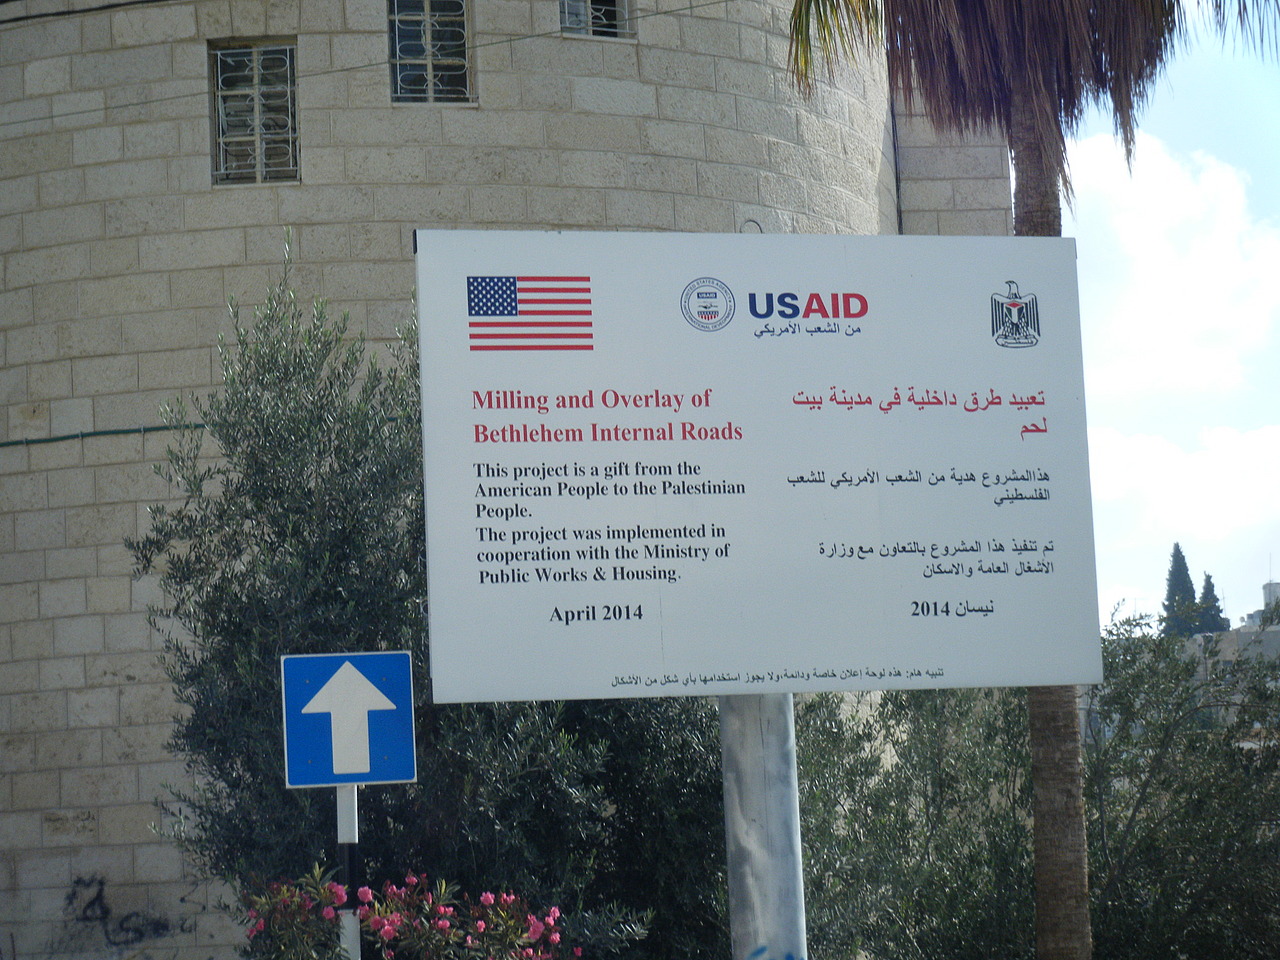 USAID
من الشعب الأمريكي
Milling and Overlay of
Bethlehem Internal Roads
This project is a gift from the
American People to the Palestinian
People.
The project was implemented in
cooperation with the Ministry of
Public Works & Housing.
April 2014
تعبيد طرق داخلية في مدينة بيت
لحم
هذاالمشروع هدية من الشعب الأمريكي للشعب
الفلسطيني
تم تنفيذ هذا المشروع بالتعاون مع وزارة
الأشغال العامة والاسكان
نيسان 2014
تنبيه هام: هذه لوحة إعلان خاصة ودائمة،ولا يجوز استخدامها بأي شكل من الأشكال